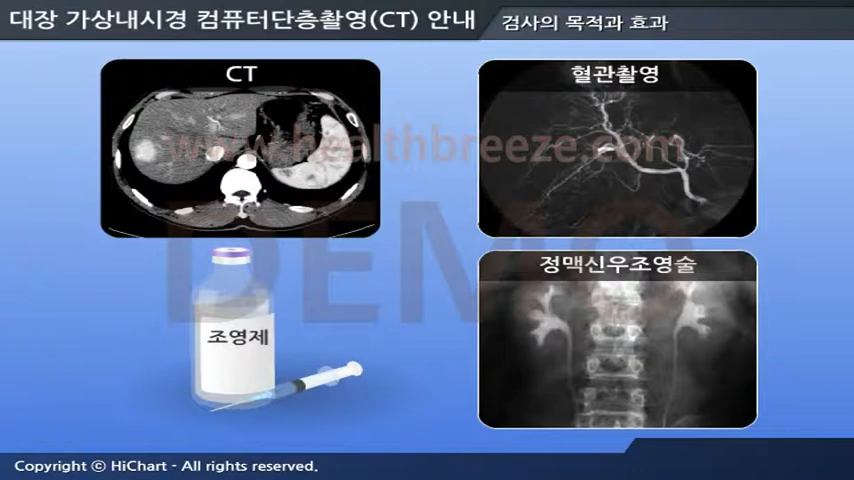 대장 가상내시경 컴퓨터단층촬영(CT) 안내
검사의 목적과 효과
CT
혈관촬영
www.healthbreeze.com
DEMO
정맥신우조영술
조영제
Copyright ⓒ HiChart - All rights reserved.